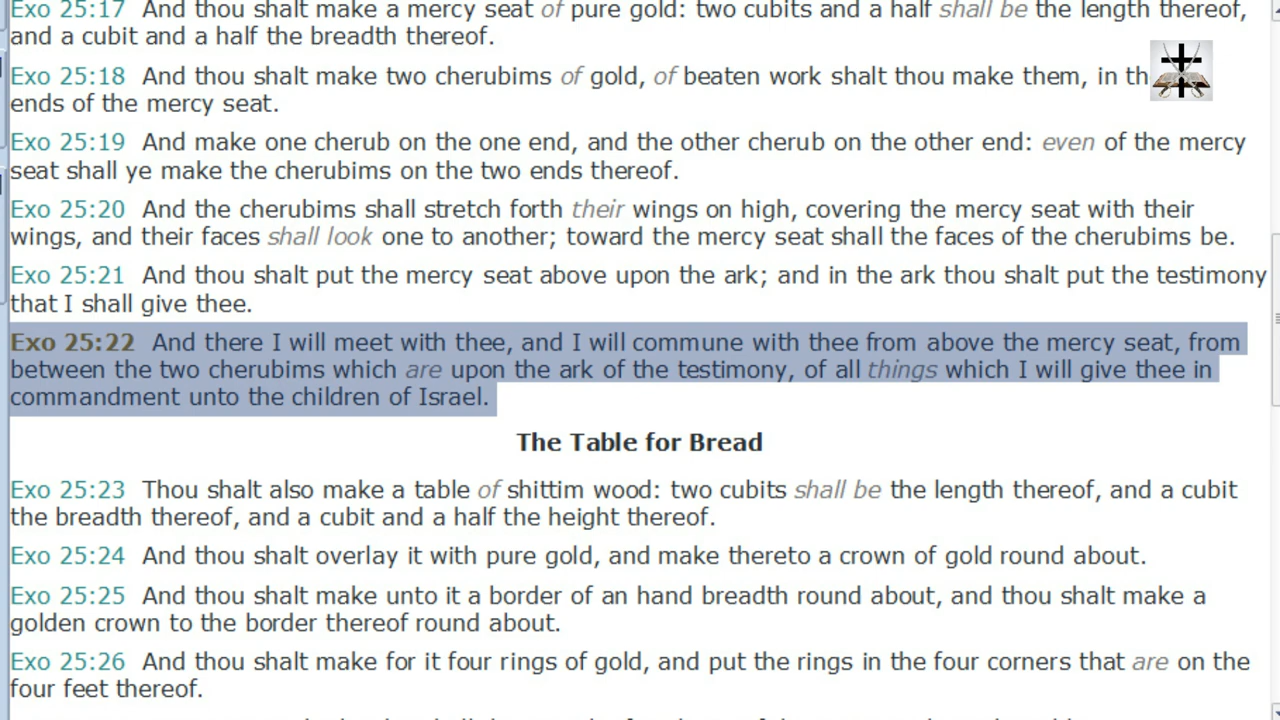 Exo 25:17 And thou shalt make a mercy seat of pure gold: two cubits and a half shall be the length thereof,
and a cubit and a half the breadth thereof.
Exo 25:18 And thou shalt make two cherubims of gold, of beaten work shalt thou make them, in th
ends of the mercy seat.
Exo 25:19 And make one cherub on the one end, and the other cherub on the other end: even of the mercy
seat shall ye make the cherubims on the two ends thereof.
Exo 25:20 And the cherubims shall stretch forth their wings on high, covering the mercy seat with their
wings, and their faces shall look one to another; toward the mercy seat shall the faces of the cherubims be.
Exo 25:21 And thou shalt put the mercy seat above upon the ark; and in the ark thou shalt put the testimony
that I shall give thee.
Exo 25:22 And there I will meet with thee, and I will commune with thee from above the mercy seat, from
between the two cherubims which are upon the ark of the testimony, of all things which I will give thee in
commandment unto the children of Israel.
The Table for Bread
Exo 25:23 Thou shalt also make a table of shittim wood: two cubits shall be the length thereof, and a cubit
the breadth thereof, and a cubit and a half the height thereof.
Exo 25:24 And thou shalt overlay it with pure gold, and make thereto a crown of gold round about.
Exo 25:25 And thou shalt make unto it a border of an hand breadth round about, and thou shalt make a
golden crown to the border thereof round about.
Exo 25:26 And thou shalt make for it four rings of gold, and put the rings in the four corners that are on the
four feet thereof.